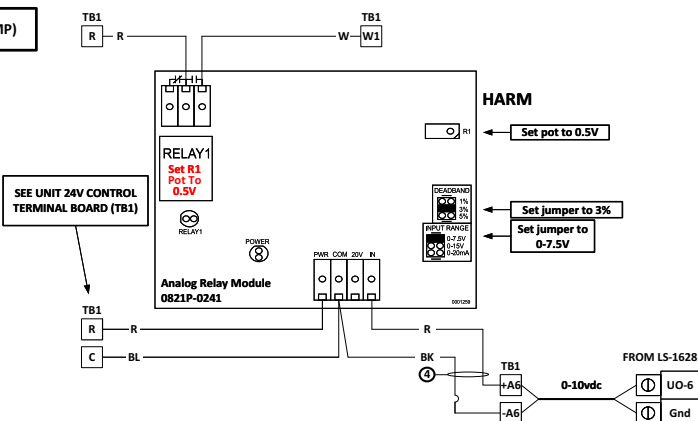 MP)
TB1
R
R
TB1
W
W1
HARM
R1
Set pot to 0.5V
RELAY1
Set R1
Pot To
0.5V
RELAY1
DEADBAND
1%
3%
5%
Set jumper to 3%
INPUT RANGE
0-7.5V
0-15V
0-20mA
Set jumper to
0-7.5V
SEE UNIT 24V CONTROL
TERMINAL BOARD (TB1)
POWER
PWR COM 20V IN
Analog Relay Module
0821P-0241
0001259
TB1
R
R
C
BL
R
BK
4
TB1
+A6
-A6
0-10vdc
FROM LS-1628
UO-6
Gnd